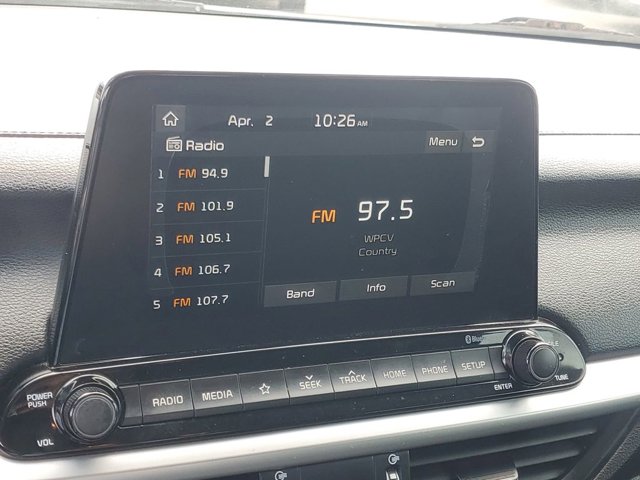 Apr. 2 10:26 AM
Radio Menu
1 FM 94.9
2 FM 101.9
3 FM 105.1
4 FM 106.7
5 FM 107.7
FM 97.5
WPCV
Country
Band Info Scan
POWER
PUSH
VOL
RADIO MEDIA SEEK TRACK HOME PHONE SETUP
ENTER
TUNE